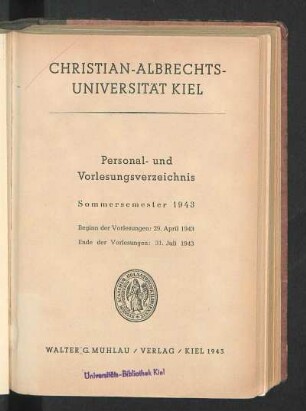 CHRISTIAN-ALBRECHTS-
UNIVERSITÄT KIEL
Personal- und
Vorlesungsverzeichnis
Sommersemester 1943
Beginn der Vorlesungen: 29. April 1943
Ende der Vorlesungen: 31. Juli 1943
WALTER G. MÜHLAU / VERLAG / KIEL 1943
Universitäts-Bibliothek Kiel